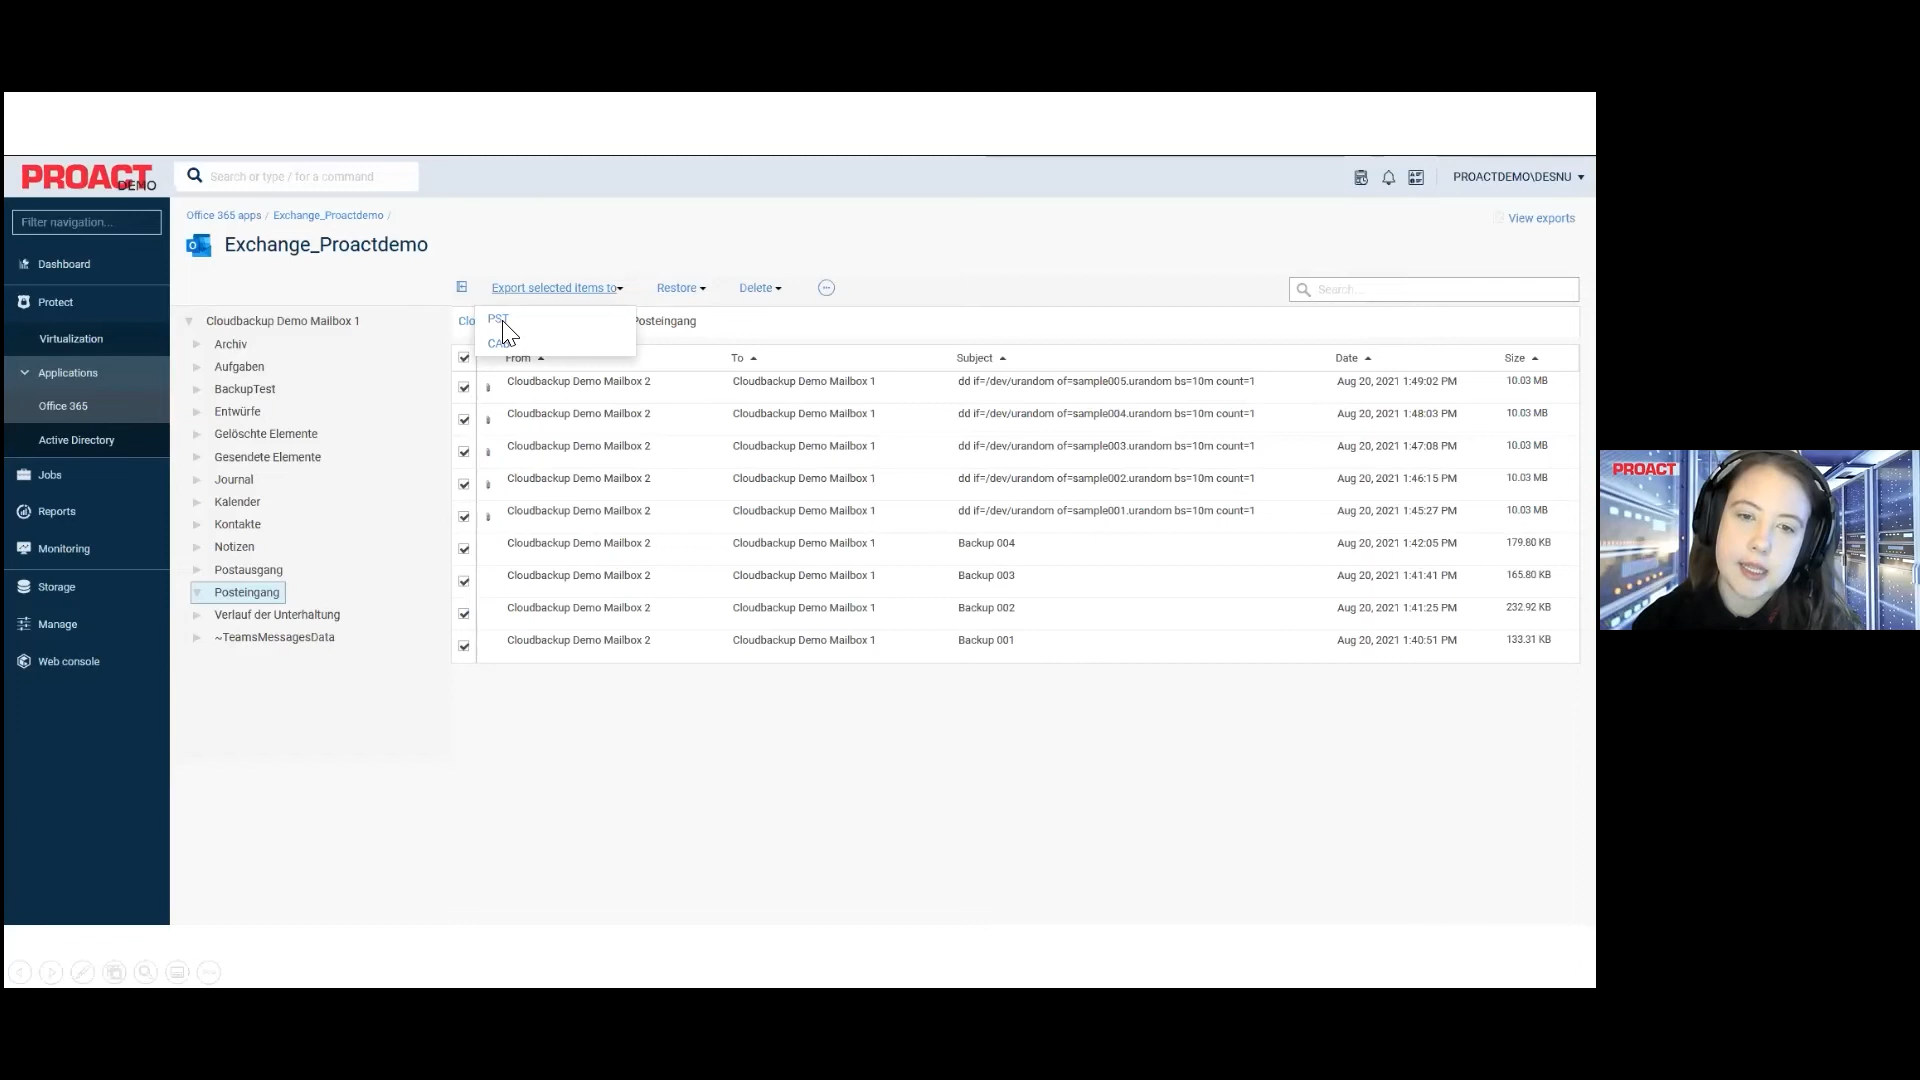 PROACT
DEMO
Search or type / for a command
PROACTDEMO\DESNU
Filter navigation...
Dashboard
Protect
Virtualization
Applications
Office 365
Active Directory
Jobs
Reports
Monitoring
Storage
Manage
Web console
Office 365 apps / Exchange_Proactdemo /
View exports
Exchange_Proactdemo
Export selected items to
Restore
Delete
Search...
PST
Cloudbackup Demo Mailbox 1
Archiv
Aufgaben
BackupTest
Entwürfe
Gelöschte Elemente
Gesendete Elemente
Journal
Kalender
Kontakte
Notizen
Postausgang
Posteingang
Verlauf der Unterhaltung
~TeamsMessagesData
Posteingang
From To Subject Date Size
Cloudbackup Demo Mailbox 2 Cloudbackup Demo Mailbox 1 dd if=/dev/urandom of=sample005.urandom bs=10m count=1 Aug 20, 2021 1:49:02 PM 10.03 MB
Cloudbackup Demo Mailbox 2 Cloudbackup Demo Mailbox 1 dd if=/dev/urandom of=sample004.urandom bs=10m count=1 Aug 20, 2021 1:48:03 PM 10.03 MB
Cloudbackup Demo Mailbox 2 Cloudbackup Demo Mailbox 1 dd if=/dev/urandom of=sample003.urandom bs=10m count=1 Aug 20, 2021 1:47:08 PM 10.03 MB
Cloudbackup Demo Mailbox 2 Cloudbackup Demo Mailbox 1 dd if=/dev/urandom of=sample002.urandom bs=10m count=1 Aug 20, 2021 1:46:15 PM 10.03 MB
Cloudbackup Demo Mailbox 2 Cloudbackup Demo Mailbox 1 dd if=/dev/urandom of=sample001.urandom bs=10m count=1 Aug 20, 2021 1:45:27 PM 10.03 MB
Cloudbackup Demo Mailbox 2 Cloudbackup Demo Mailbox 1 Backup 004 Aug 20, 2021 1:42:05 PM 179.80 KB
Cloudbackup Demo Mailbox 2 Cloudbackup Demo Mailbox 1 Backup 003 Aug 20, 2021 1:41:41 PM 165.80 KB
Cloudbackup Demo Mailbox 2 Cloudbackup Demo Mailbox 1 Backup 002 Aug 20, 2021 1:41:25 PM 232.92 KB
Cloudbackup Demo Mailbox 2 Cloudbackup Demo Mailbox 1 Backup 001 Aug 20, 2021 1:40:51 PM 133.31 KB
PROACT